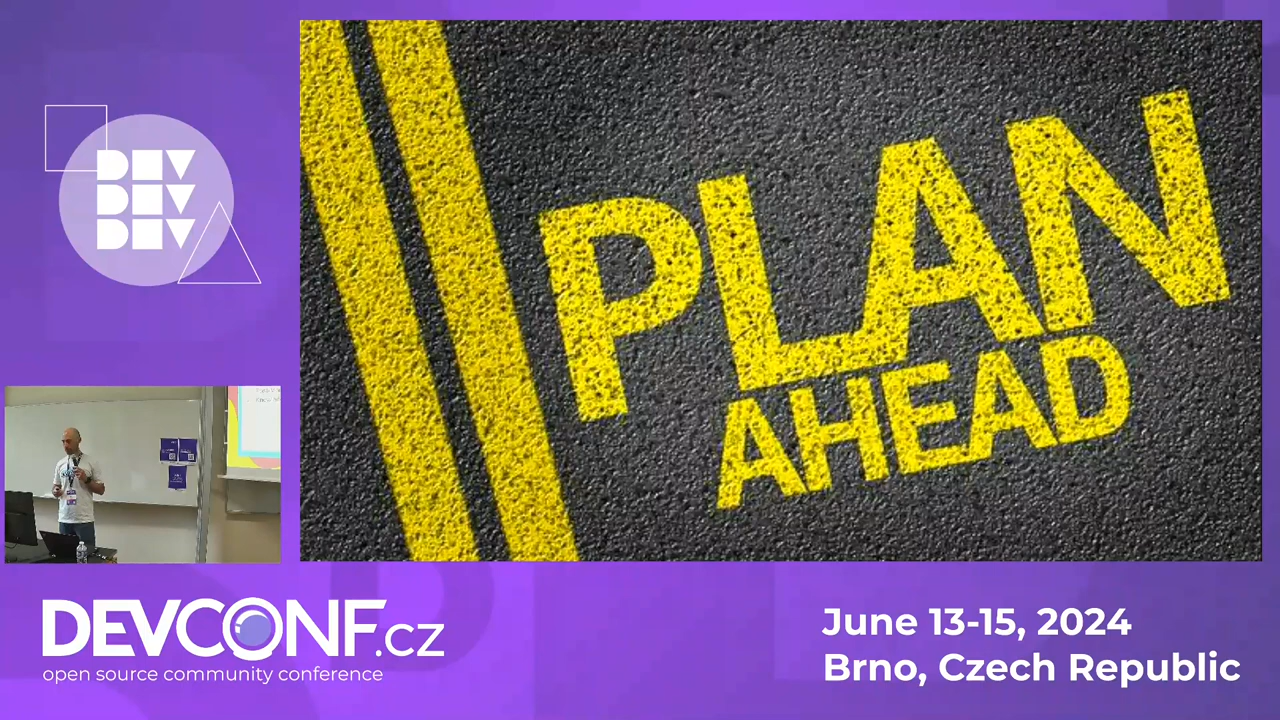 DEV
DEV
DEV
PLAN
AHEAD
DEVCONF.cz
open source community conference
June 13-15, 2024
Brno, Czech Republic